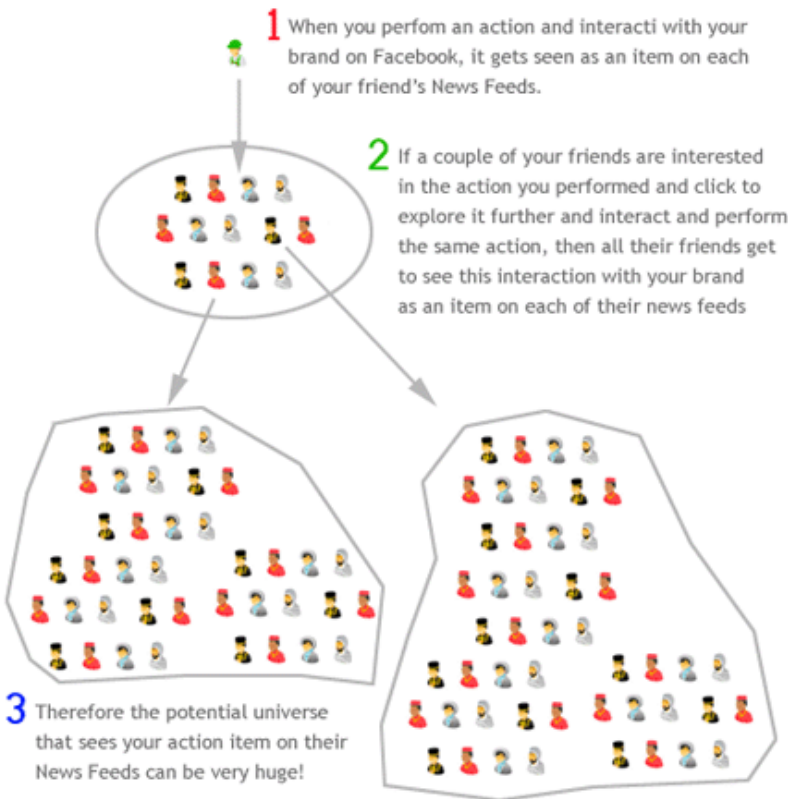 1 When you perfom an action and interacti with your
brand on Facebook, it gets seen as an item on each
of your friend's News Feeds.
2 If a couple of your friends are interested
in the action you performed and click to
explore it further and interact and perform
the same action, then all their friends get
to see this interaction with your brand
as an item on each of their news feeds
3 Therefore the potential universe
that sees your action item on their
News Feeds can be very huge!